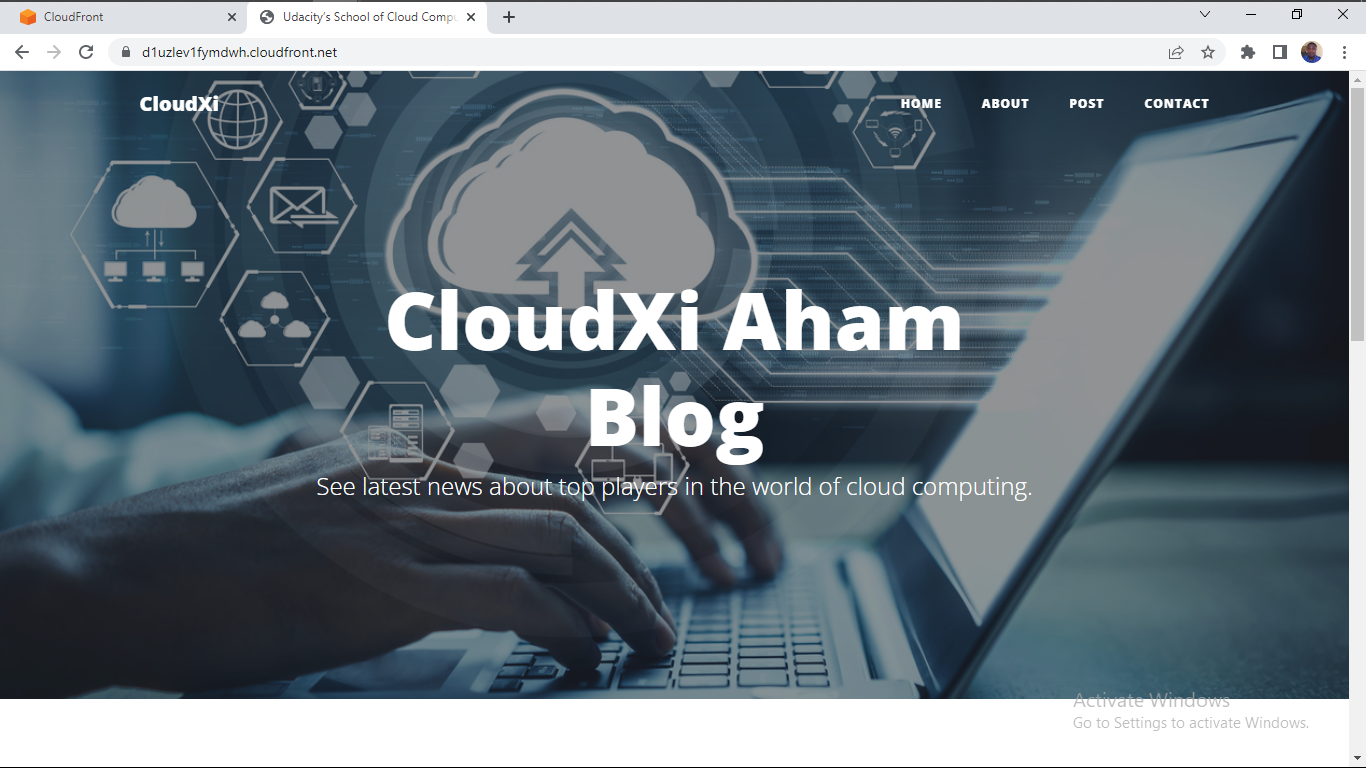 CloudFront
Udacity's School of Cloud Compu
d1uzlev1fymdwh.cloudfront.net
CloudXi
HOME
ABOUT
POST
CONTACT
CloudXi Aham
Blog
See latest news about top players in the world of cloud computing.
Activate Windows
Go to Settings to activate Windows.